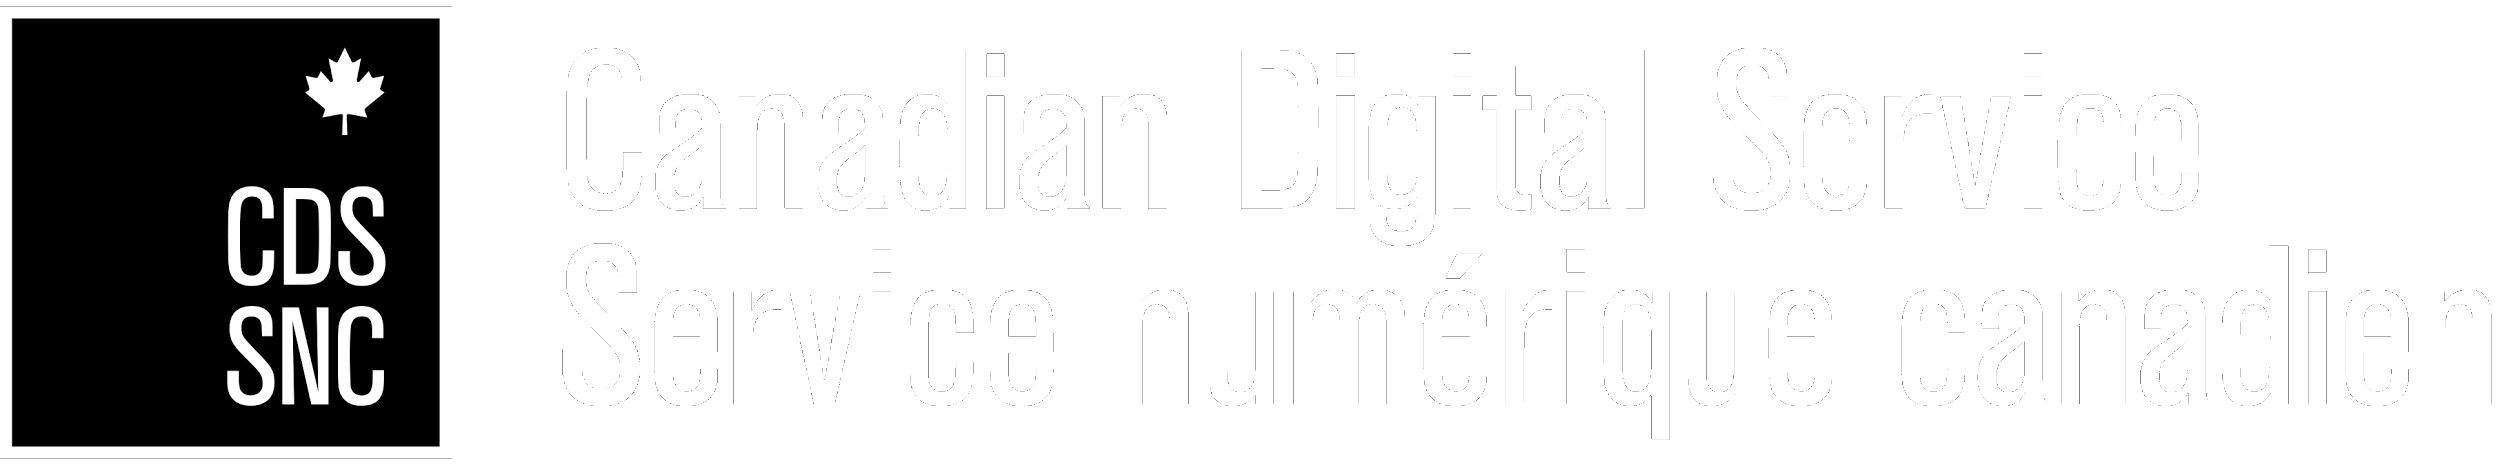 CDS
SNC
Canadian Digital Service
Service numérique canadien